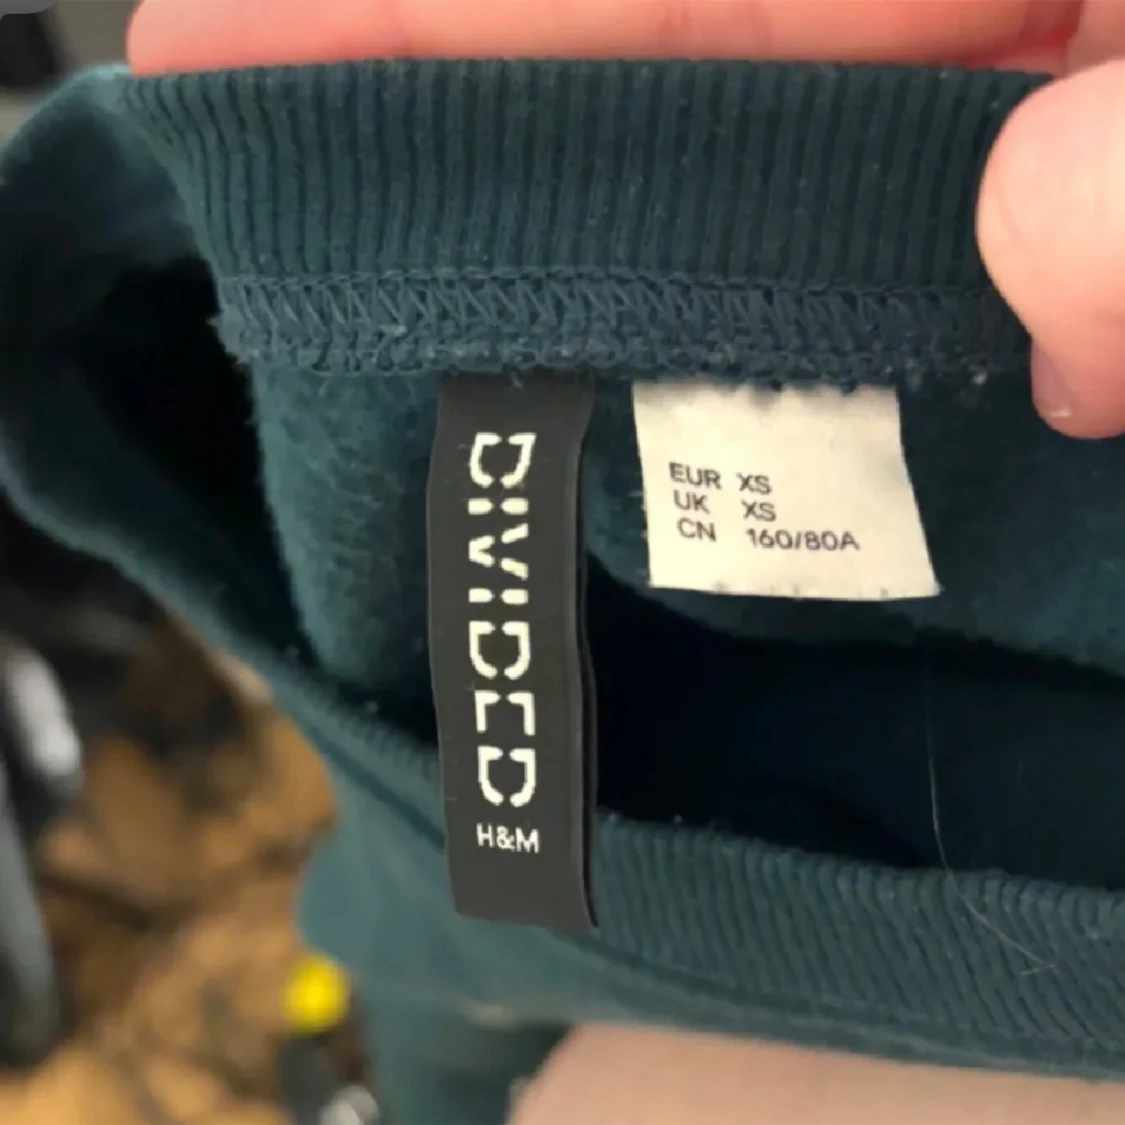 DIVIDED
H&M
EUR XS
UK XS
CN 160/80A